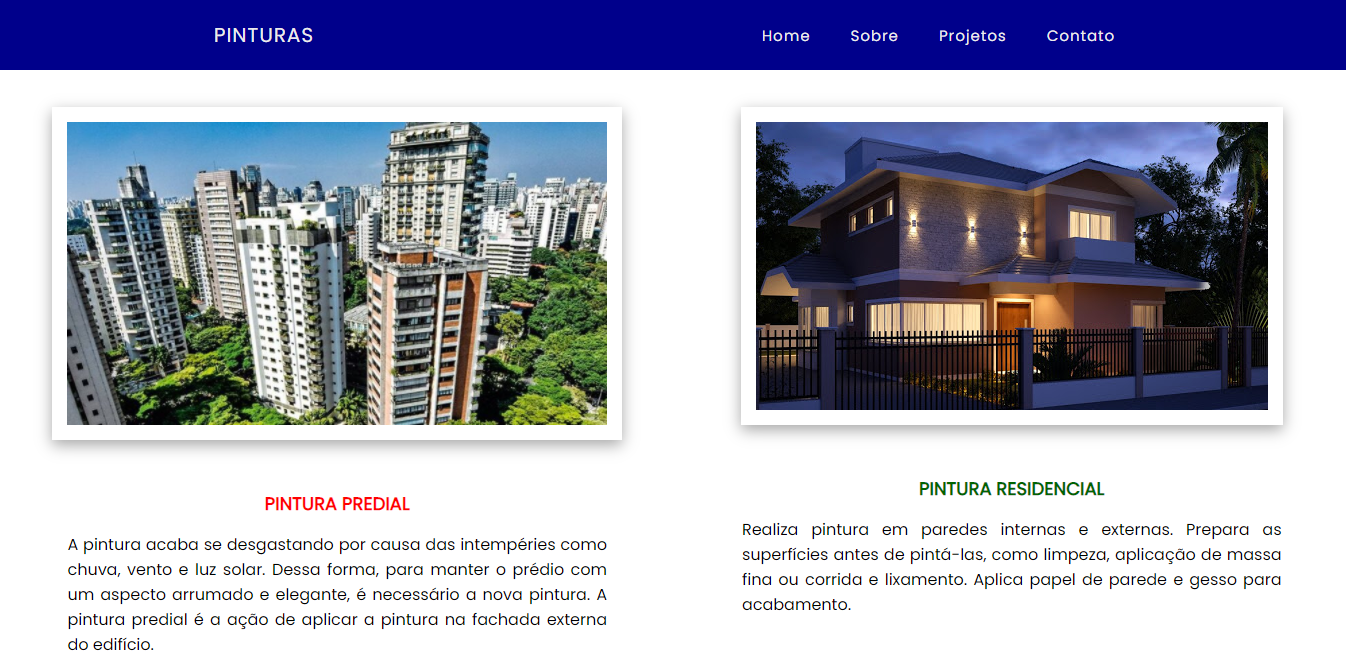 PINTURAS
Home Sobre Projetos Contato
PINTURA PREDIAL
A pintura acaba se desgastando por causa das intempéries como
chuva, vento e luz solar. Dessa forma, para manter o prédio com
um aspecto arrumado e elegante, é necessário a nova pintura. A
pintura predial é a ação de aplicar a pintura na fachada externa
do edifício.
PINTURA RESIDENCIAL
Realiza pintura em paredes internas e externas. Prepara as
superfícies antes de pintá-las, como limpeza, aplicação de massa
fina ou corrida e lixamento. Aplica papel de parede e gesso para
acabamento.